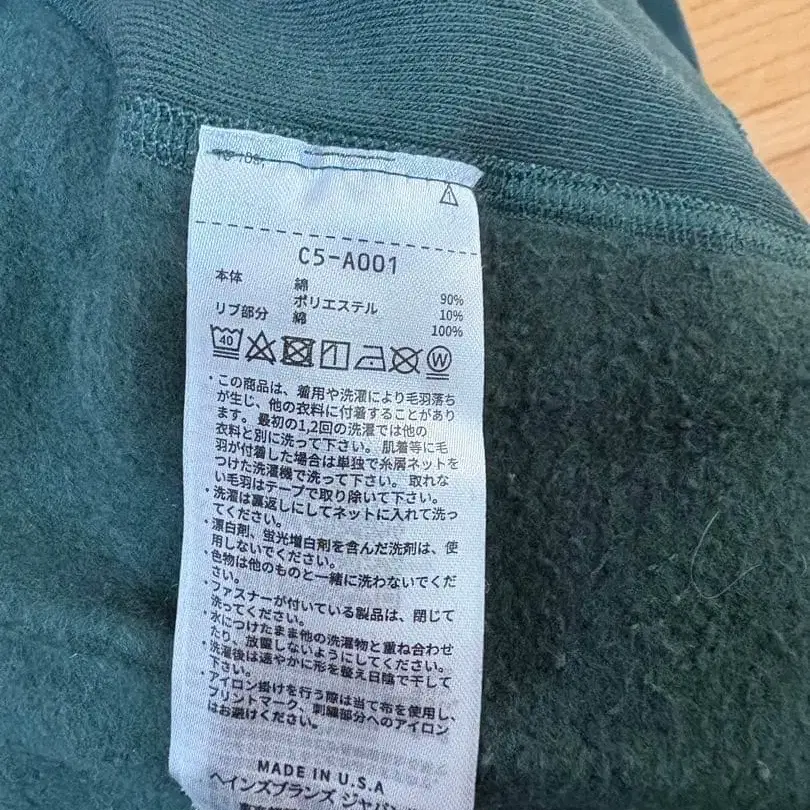 C5-A001
本体 綿 90%
ポリエステル 10%
リブ部分 綿 100%
40
W
・この商品は、着用や洗濯により毛羽落ち
が生じ、他の衣料に付着することがあり
ます。最初の1,2回の洗濯では他の
衣料と別に洗って下さい。肌着等に毛
羽が付着した場合は単独で糸屑ネットを
つけた洗濯機で洗って下さい。取れな
い毛羽はテープで取り除いて下さい。
・洗濯は裏返しにしてネットに入れて洗っ
てください。
・漂白剤、蛍光増白剤を含んだ洗剤は、使
用しないでください。
・色物は他のものと一緒に洗わないでくだ
さい。
・ファスナーが付いている製品は、閉じて
洗ってください。
・水につけたまま他の洗濯物と重ね合わせ
たり、放置しないようにしてください。
・洗濯後は速やかに形を整え日陰で干して
下さい。
・アイロン掛けを行う際は当て布を使用し、
プリントマーク、刺繍部分へのアイロン
はお避けください。
MADE IN U.S.A
ヘインズブランズ ジャパン